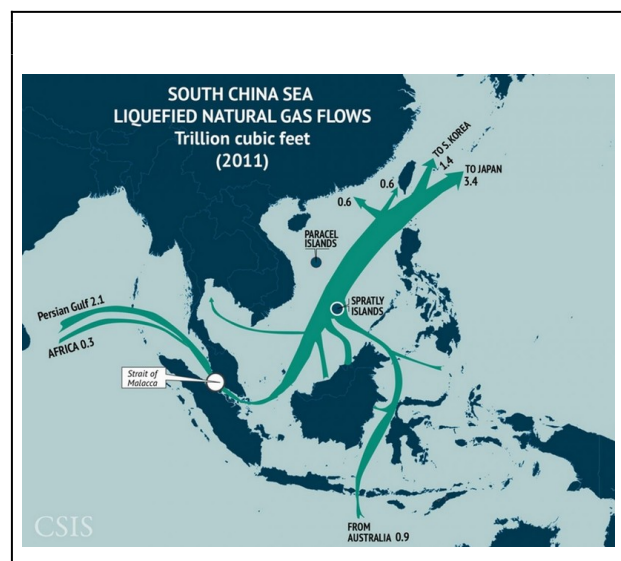 SOUTH CHINA SEA
LIQUEFIED NATURAL GAS FLOWS
Trillion cubic feet
(2011)
TO S. KOREA
1.4
TO JAPAN
3.4
0.6
0.6
PARACEL
ISLANDS
SPRATLY
ISLANDS
Persian Gulf 2.1
AFRICA 0.3
Strait of
Malacca
FROM
AUSTRALIA 0.9
CSIS